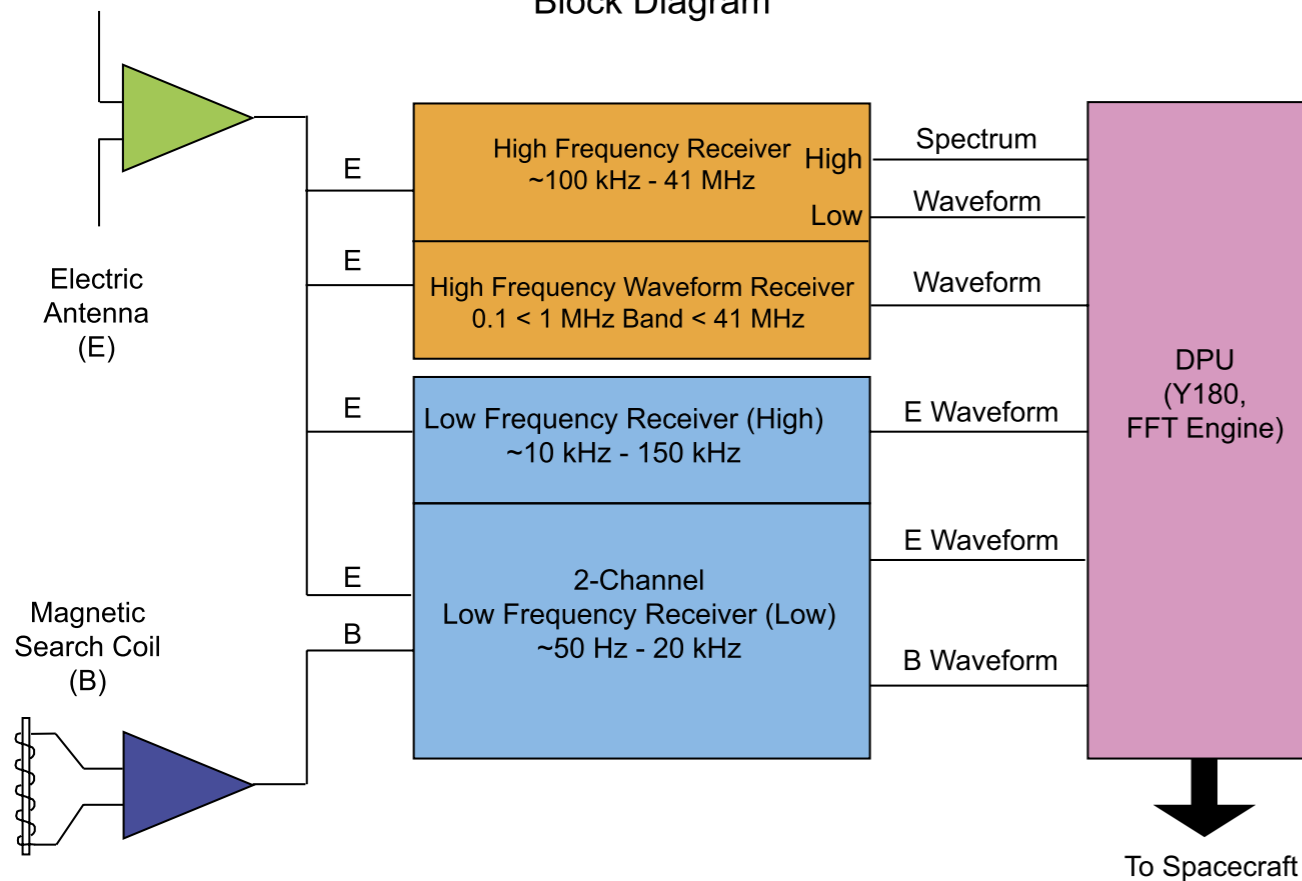 Block Diagram
Electric
Antenna
(E)
Magnetic
Search Coil
(B)
E
E
E
E
B
High Frequency Receiver
~100 kHz - 41 MHz
High
Low
High Frequency Waveform Receiver
0.1 < 1 MHz Band < 41 MHz
Low Frequency Receiver (High)
~10 kHz - 150 kHz
2-Channel
Low Frequency Receiver (Low)
~50 Hz - 20 kHz
Spectrum
Waveform
Waveform
E Waveform
E Waveform
B Waveform
DPU
(Y180,
FFT Engine)
To Spacecraft